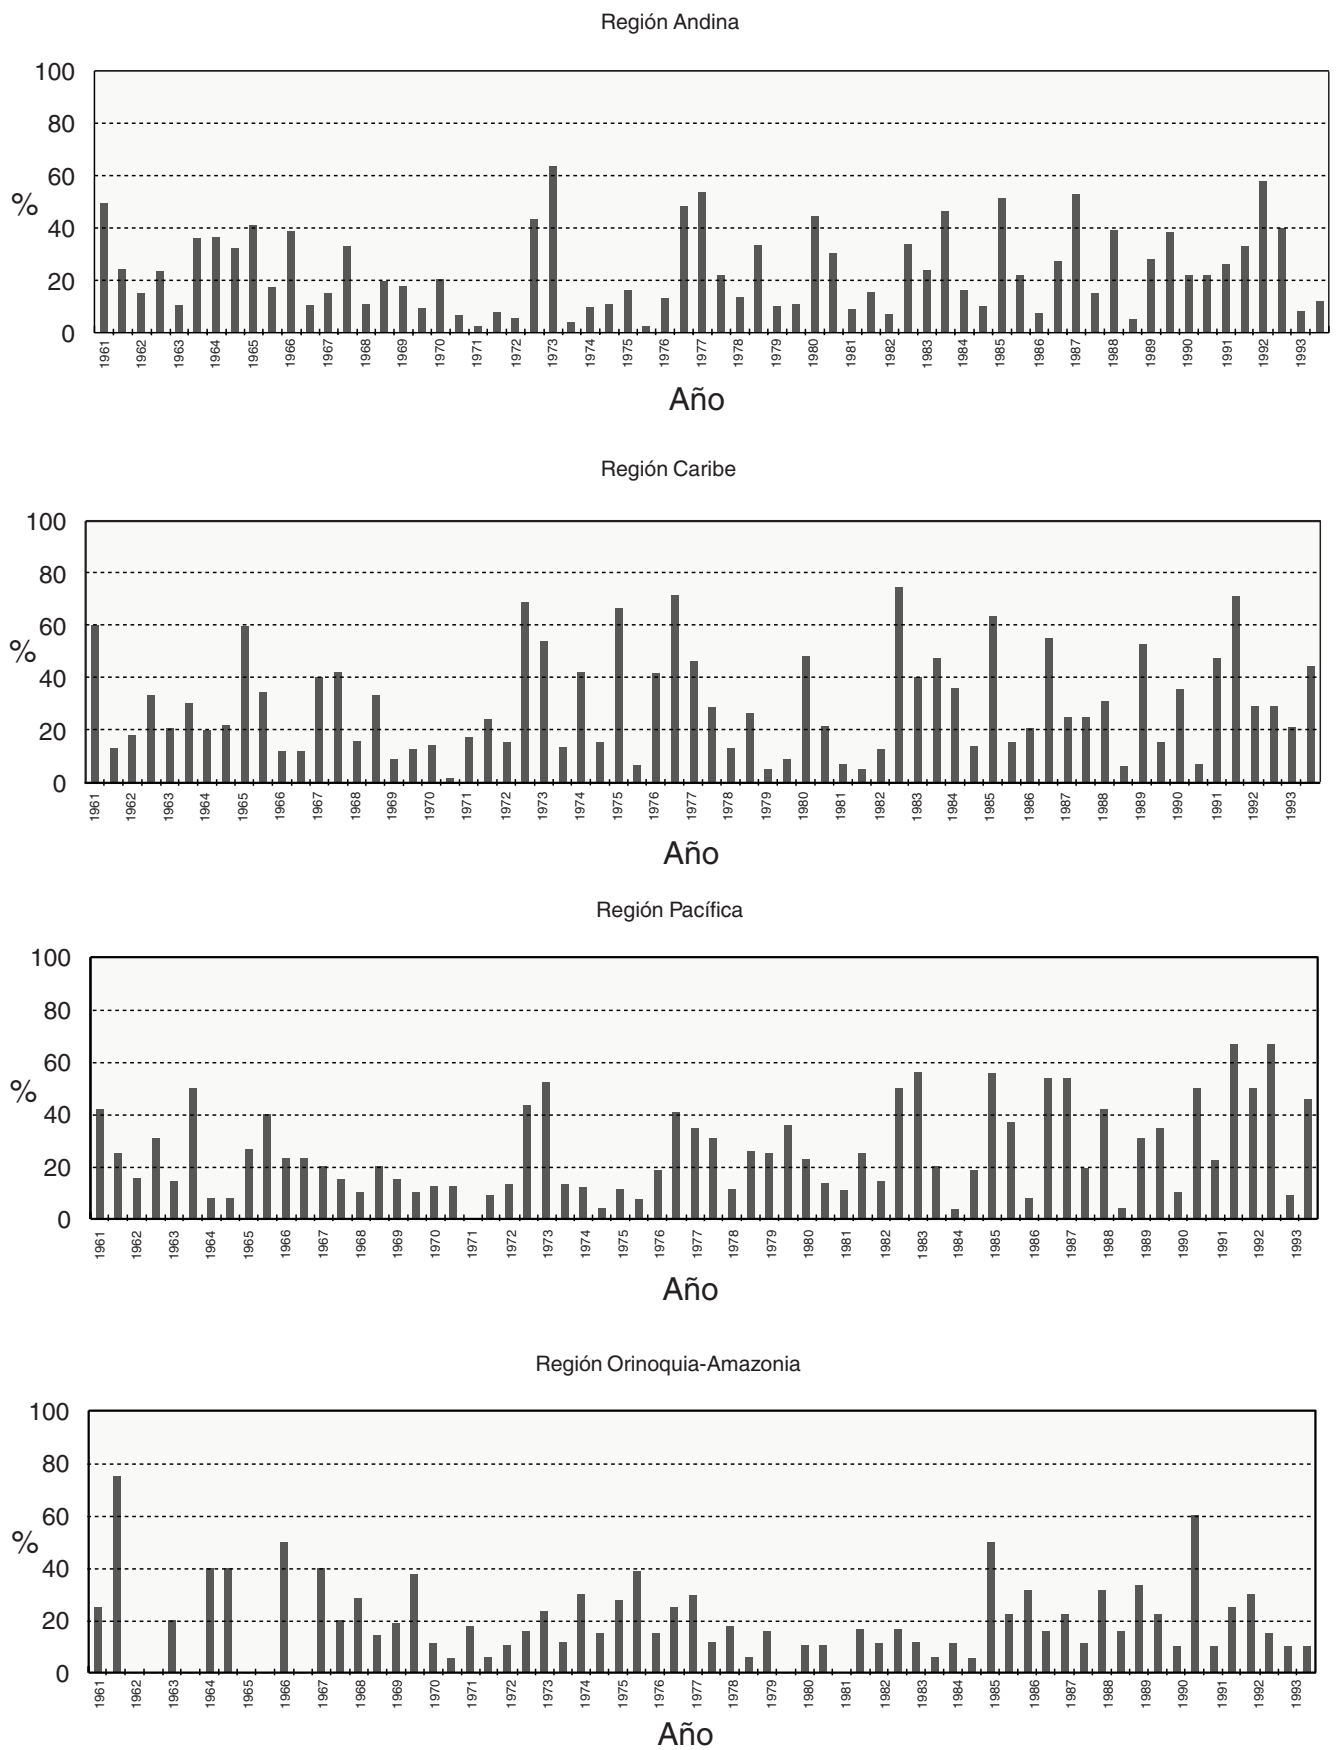 Región Andina
100
80
60
%
40
20
0
1961 1962 1963 1964 1965 1966 1967 1968 1969 1970 1971 1972 1973 1974 1975 1976 1977 1978 1979 1980 1981 1982 1983 1984 1985 1986 1987 1988 1989 1990 1991 1992 1993
Año
Región Caribe
100
80
60
%
40
20
0
1961 1962 1963 1964 1965 1966 1967 1968 1969 1970 1971 1972 1973 1974 1975 1976 1977 1978 1979 1980 1981 1982 1983 1984 1985 1986 1987 1988 1989 1990 1991 1992 1993
Año
Región Pacífica
100
80
60
%
40
20
0
1961 1962 1963 1964 1965 1966 1967 1968 1969 1970 1971 1972 1973 1974 1975 1976 1977 1978 1979 1980 1981 1982 1983 1984 1985 1986 1987 1988 1989 1990 1991 1992 1993
Año
Región Orinoquia-Amazonia
100
80
60
%
40
20
0
1961 1962 1963 1964 1965 1966 1967 1968 1969 1970 1971 1972 1973 1974 1975 1976 1977 1978 1979 1980 1981 1982 1983 1984 1985 1986 1987 1988 1989 1990 1991 1992 1993
Año